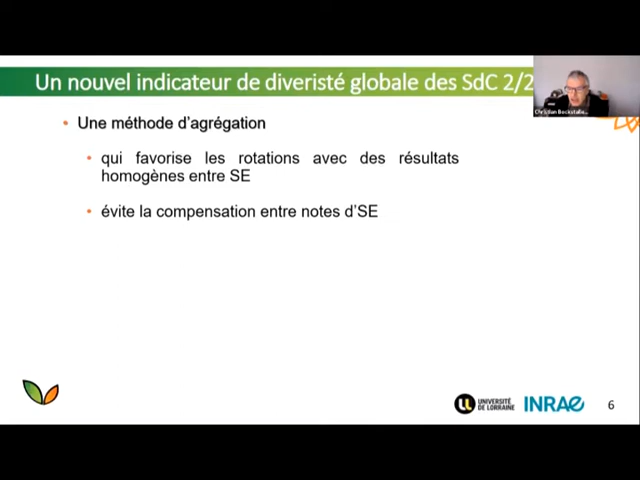 Un nouvel indicateur de diveristé globale des SdC 2/2
• Une méthode d'agrégation
• qui favorise les rotations avec des résultats
homogènes entre SE
• évite la compensation entre notes d'SE
UNIVERSITÉ
DE LORRAINE
INRAE
6